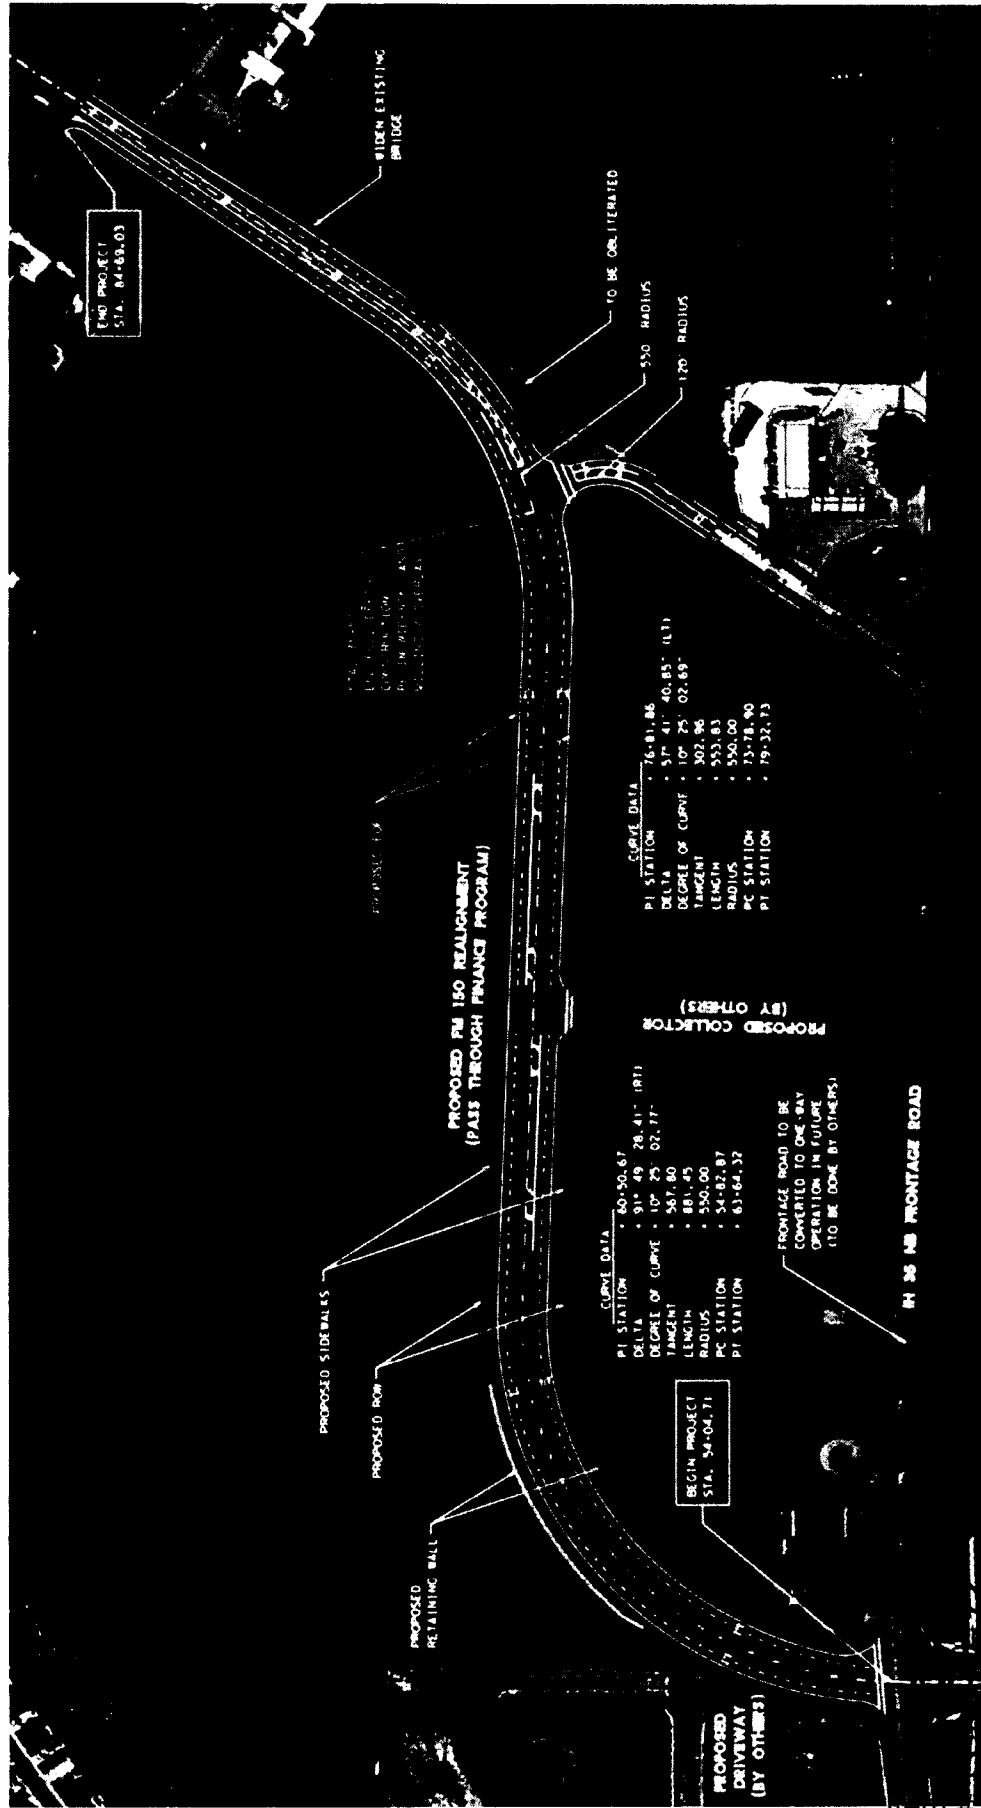 END PROJECT
STA. 84+69.03
WIDEN EXISTING
BRIDGE
TO BE OBLITERATED
550' RADIUS
120' RADIUS
PROPOSED ROW
PROPOSED FM 150 REALIGNMENT
(PASS THROUGH FINANCE PROGRAM)
CURVE DATA
PI STATION • 76+81.86
DELTA • 57° 41' 40.85" (LT)
DEGREE OF CURVE • 10° 25' 02.69"
TANGENT • 302.96
LENGTH • 553.83
RADIUS • 550.00
PC STATION • 73+78.90
PT STATION • 79+32.73
PROPOSED COLLECTOR
(BY OTHERS)
PROPOSED SIDEWALKS
PROPOSED ROW
PROPOSED
RETAINING WALL
CURVE DATA
PI STATION • 60+50.67
DELTA • 91° 49' 28.41" (RT)
DEGREE OF CURVE • 10° 25' 02.77"
TANGENT • 567.80
LENGTH • 881.45
RADIUS • 550.00
PC STATION • 54+82.87
PT STATION • 63+64.32
FRONTAGE ROAD TO BE
CONVERTED TO ONE-WAY
OPERATION IN FUTURE
(TO BE DONE BY OTHERS)
IH 35 NB FRONTAGE ROAD
BEGIN PROJECT
STA. 54+04.71
PROPOSED
DRIVEWAY
(BY OTHERS)